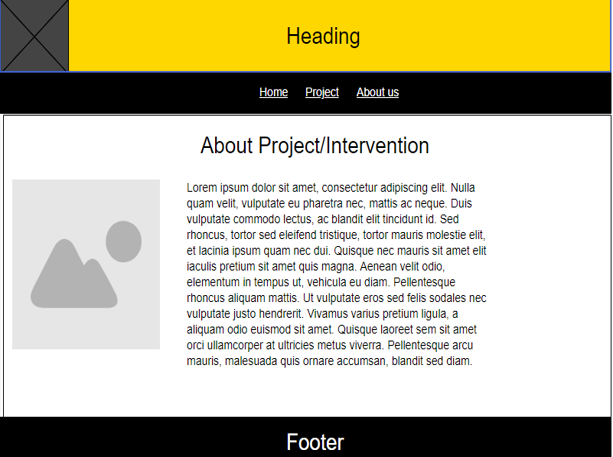 Heading
Home Project About us
About Project/Intervention
Lorem ipsum dolor sit amet, consectetur adipiscing elit. Nulla
quam velit, vulputate eu pharetra nec, mattis ac neque. Duis
vulputate commodo lectus, ac blandit elit tincidunt id. Sed
rhoncus, tortor sed eleifend tristique, tortor mauris molestie elit,
et lacinia ipsum quam nec dui. Quisque nec mauris sit amet elit
iaculis pretium sit amet quis magna. Aenean velit odio,
elementum in tempus ut, vehicula eu diam. Pellentesque
rhoncus aliquam mattis. Ut vulputate eros sed felis sodales nec
vulputate justo hendrerit. Vivamus varius pretium ligula, a
aliquam odio euismod sit amet. Quisque laoreet sem sit amet
orci ullamcorper at ultricies metus viverra. Pellentesque arcu
mauris, malesuada quis ornare accumsan, blandit sed diam.
Footer